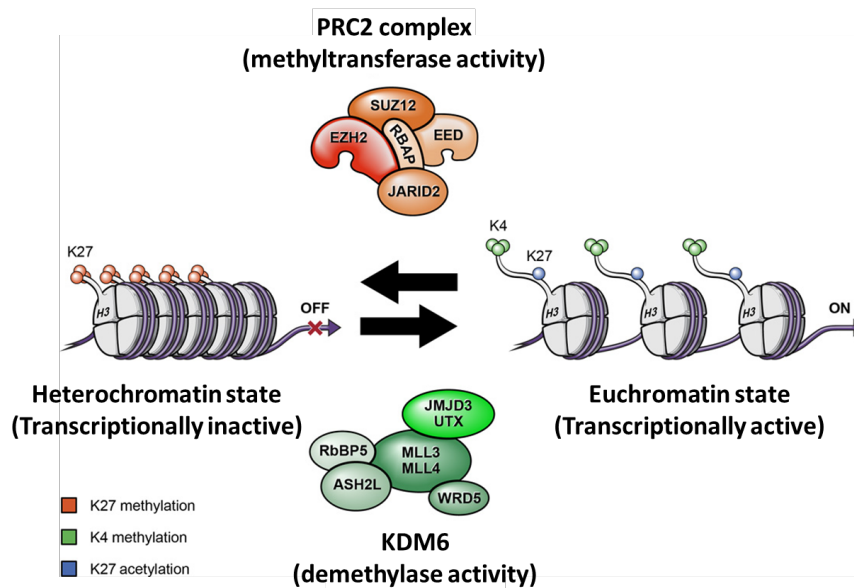 PRC2 complex
(methyltransferase activity)
SUZ12
EZH2
RBAP
EED
JARID2
K27
H3
OFF
K4
K27
H3
H3
H3
ON
Heterochromatin state
(Transcriptionally inactive)
Euchromatin state
(Transcriptionally active)
JMJD3
UTX
RbBP5
MLL3
MLL4
ASH2L
WRD5
K27 methylation
K4 methylation
K27 acetylation
KDM6
(demethylase activity)